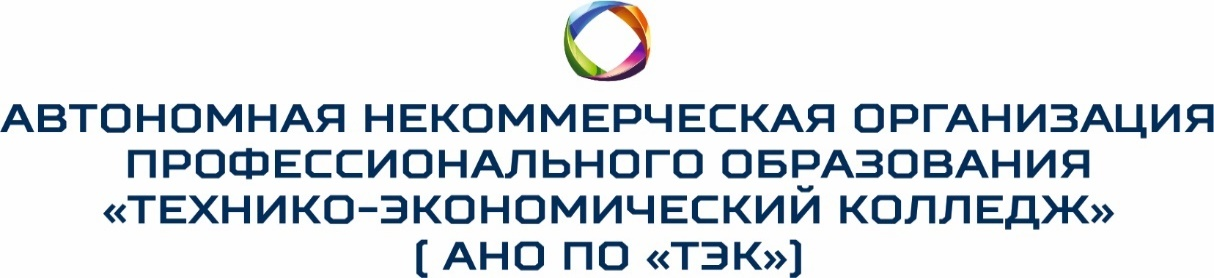 АВТОНОМНАЯ НЕКОММЕРЧЕСКАЯ ОРГАНИЗАЦИЯ
ПРОФЕССИОНАЛЬНОГО ОБРАЗОВАНИЯ
«ТЕХНИКО-ЭКОНОМИЧЕСКИЙ КОЛЛЕДЖ»
( АНО ПО «ТЭК»)